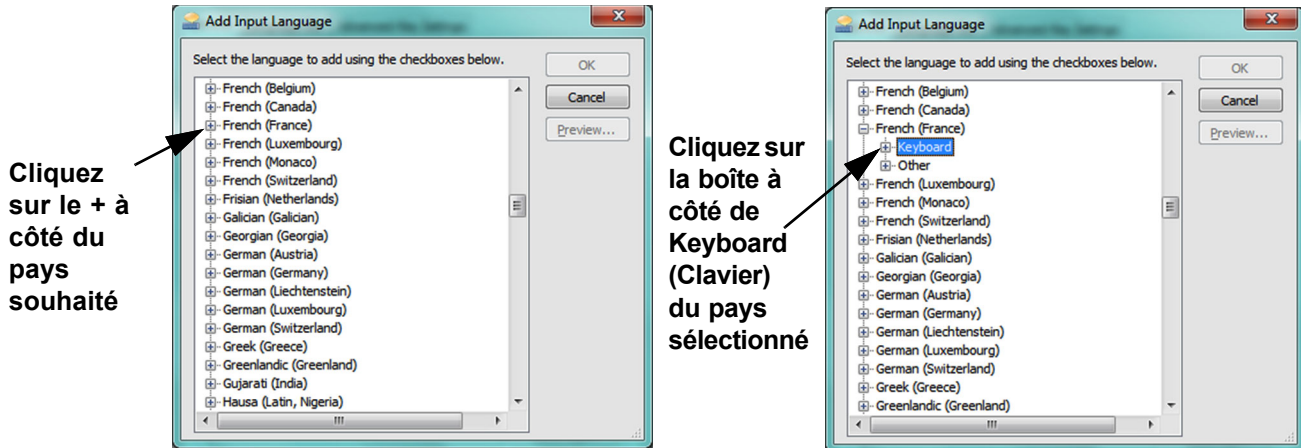 Add Input Language
Select the language to add using the checkboxes below.
French (Belgium)
French (Canada)
French (France)
French (Luxembourg)
French (Monaco)
French (Switzerland)
Frisian (Netherlands)
Galician (Galician)
Georgian (Georgia)
German (Austria)
German (Germany)
German (Liechtenstein)
German (Luxembourg)
German (Switzerland)
Greek (Greece)
Greenlandic (Greenland)
Gujarati (India)
Hausa (Latin, Nigeria)
OK
Cancel
Preview...
Cliquez
sur le + à
côté du
pays
souhaité
Add Input Language
Select the language to add using the checkboxes below.
French (Belgium)
French (Canada)
French (France)
Keyboard
Other
French (Luxembourg)
French (Monaco)
French (Switzerland)
Frisian (Netherlands)
Galician (Galician)
Georgian (Georgia)
German (Austria)
German (Germany)
German (Liechtenstein)
German (Luxembourg)
German (Switzerland)
Greek (Greece)
Greenlandic (Greenland)
OK
Cancel
Preview...
Cliquez sur
la boîte à
côté de
Keyboard
(Clavier)
du pays
sélectionné